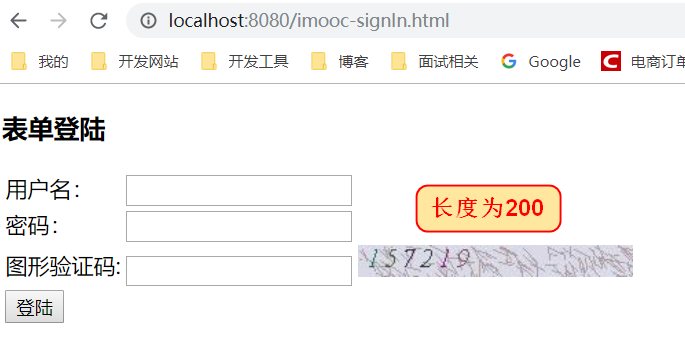 localhost:8080/imooc-signIn.html
我的 开发网站 开发工具 博客 面试相关 Google 电商订单
表单登陆
用户名：
长度为200
密码：
图形验证码: 157219
登陆